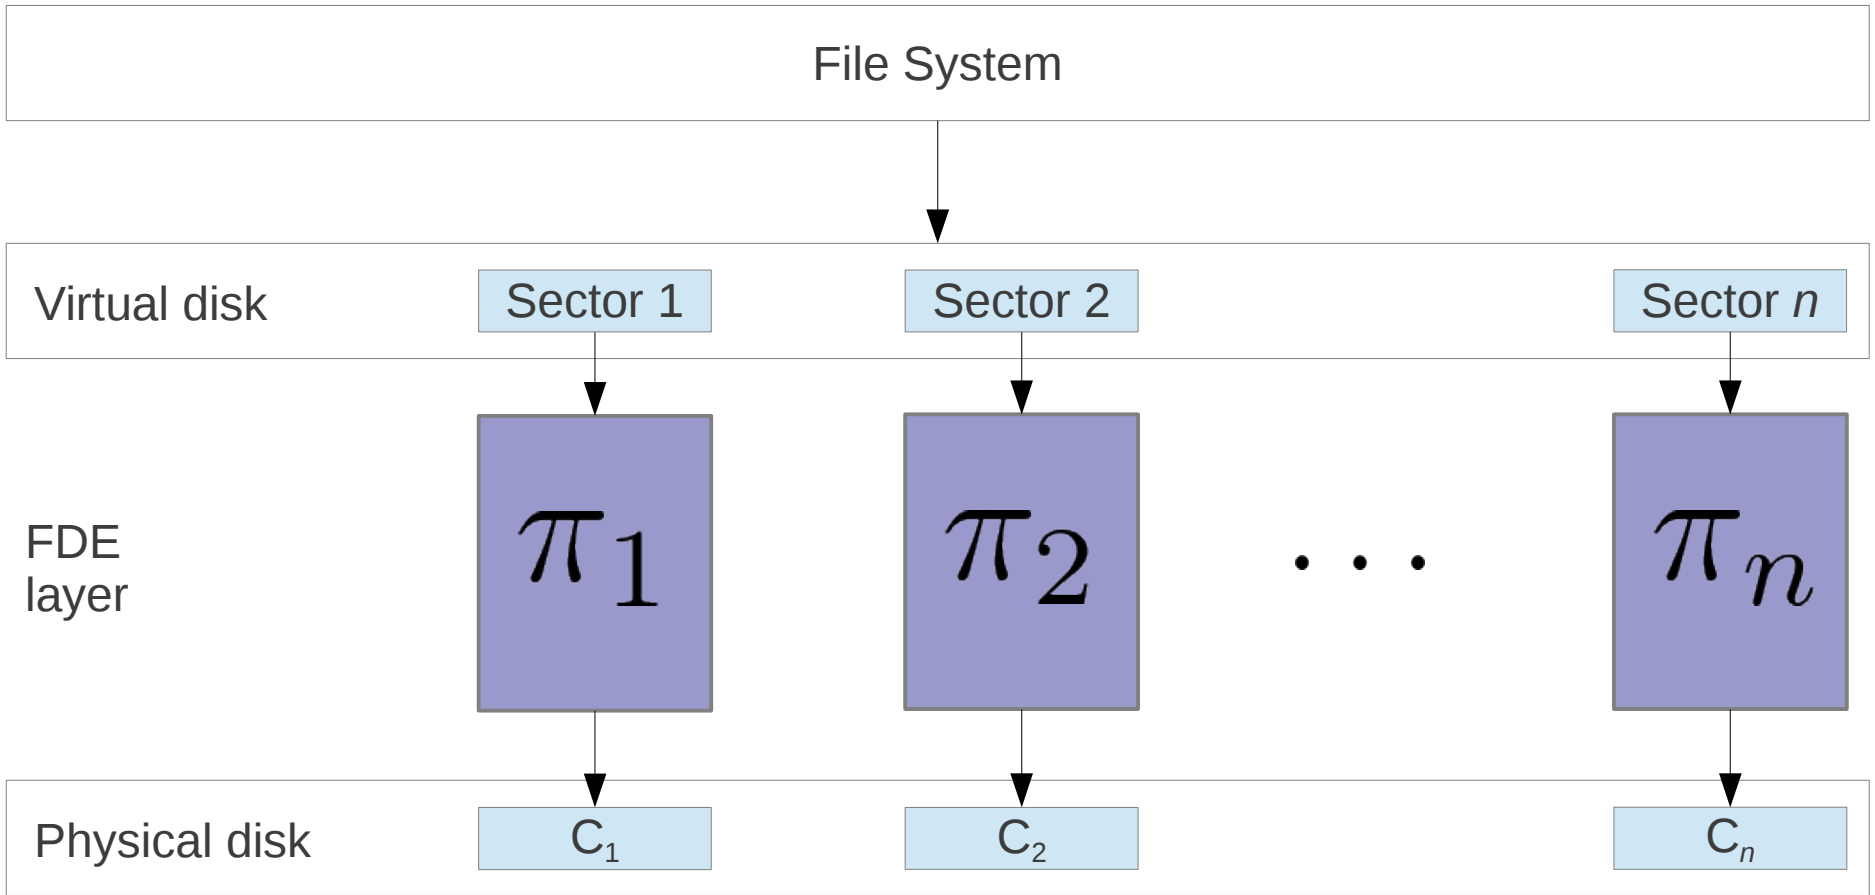 File System
Virtual disk Sector 1 Sector 2 Sector n
FDE
layer
π₁ π₂ . . . πₙ
Physical disk C₁ C₂ Cₙ